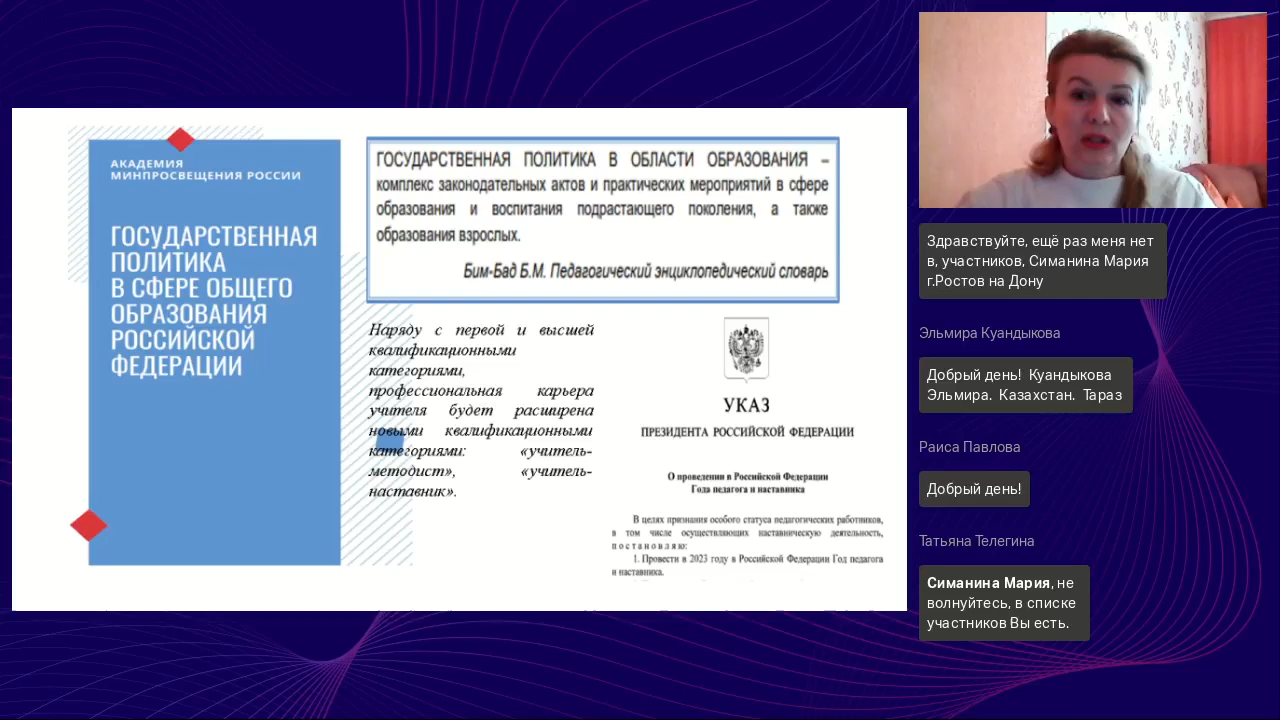 АКАДЕМИЯ
МИНПРОСВЕЩЕНИЯ РОССИИ
ГОСУДАРСТВЕННАЯ
ПОЛИТИКА
В СФЕРЕ ОБЩЕГО
ОБРАЗОВАНИЯ
РОССИЙСКОЙ
ФЕДЕРАЦИИ
ГОСУДАРСТВЕННАЯ ПОЛИТИКА В ОБЛАСТИ ОБРАЗОВАНИЯ –
комплекс законодательных актов и практических мероприятий в сфере
образования и воспитания подрастающего поколения, а также
образования взрослых.
Бим-Бад Б.М. Педагогический энциклопедический словарь
Наряду с первой и высшей
квалификационными
категориями,
профессиональная карьера
учителя будет расширена
новыми квалификационными
категориями: «учитель-
методист», «учитель-
наставник».
УКАЗ
ПРЕЗИДЕНТА РОССИЙСКОЙ ФЕДЕРАЦИИ
О проведении в Российской Федерации
Года педагога и наставника
В целях признания особого статуса педагогических работников,
в том числе осуществляющих наставническую деятельность,
постановляю:
1. Провести в 2023 году в Российской Федерации Год педагога
и наставника.
Здравствуйте, ещё раз меня нет
в, участников, Симанина Мария
г.Ростов на Дону
Эльмира Куандыкова
Добрый день! Куандыкова
Эльмира. Казахстан. Тараз
Раиса Павлова
Добрый день!
Татьяна Телегина
Симанина Мария, не
волнуйтесь, в списке
участников Вы есть.